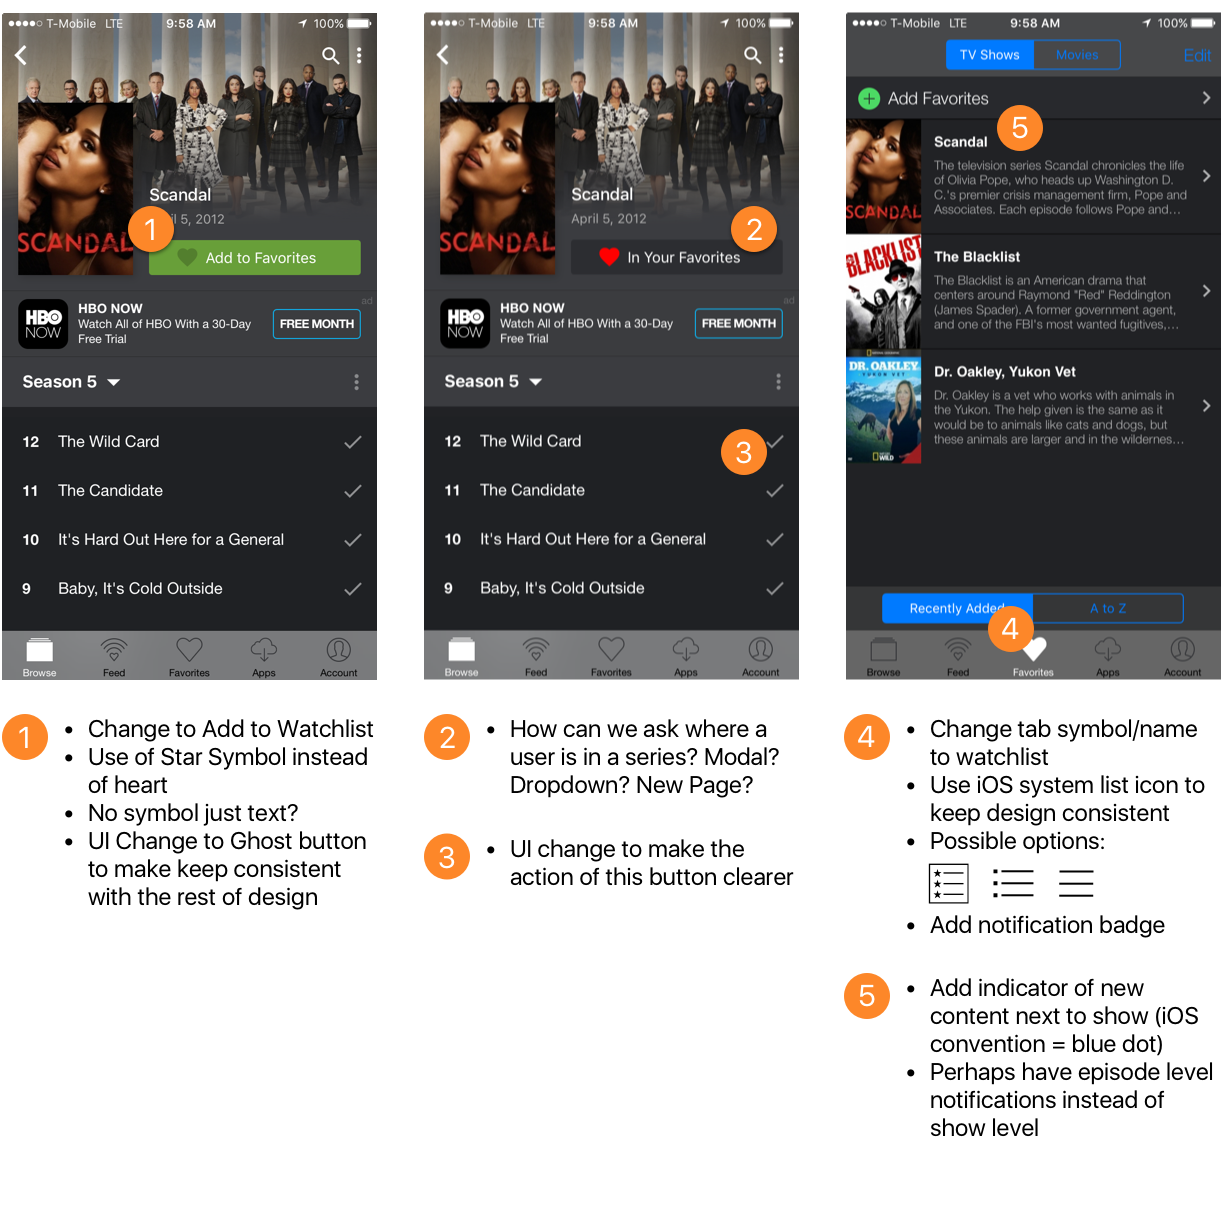 T-Mobile LTE 9:58 AM 100%
Scandal
5, 2012
SCANDAL
Add to Favorites
ad
HBO NOW
HBO NOW
Watch All of HBO With a 30-Day
Free Trial
FREE MONTH
Season 5
12 The Wild Card
11 The Candidate
10 It's Hard Out Here for a General
9 Baby, It's Cold Outside
Browse Feed Favorites Apps Account
1
1
• Change to Add to Watchlist
• Use of Star Symbol instead
of heart
• No symbol just text?
• UI Change to Ghost button
to make keep consistent
with the rest of design
T-Mobile LTE 9:58 AM 100%
Scandal
April 5, 2012
SCANDAL
2
In Your Favorites
ad
HBO NOW
HBO NOW
Watch All of HBO With a 30-Day
Free Trial
FREE MONTH
Season 5
12 The Wild Card
3
11 The Candidate
10 It's Hard Out Here for a General
9 Baby, It's Cold Outside
Browse Feed Favorites Apps Account
2
• How can we ask where a
user is in a series? Modal?
Dropdown? New Page?
3
• UI change to make the
action of this button clearer
T-Mobile LTE 9:58 AM 100%
TV Shows Movies Edit
Add Favorites
5
SCANDAL
Scandal
The television series Scandal chronicles the life
of Olivia Pope, who heads up Washington D.
C.'s premier crisis management firm, Pope and
Associates. Each episode follows Pope and...
BLACKLIST
The Blacklist
The Blacklist is an American drama that
centers around Raymond "Red" Reddington
(James Spader). A former government agent,
and one of the FBI's most wanted fugitives,...
DR. OAKLEY
YUKON VET
WILD
Dr. Oakley, Yukon Vet
Dr. Oakley is a vet who works with animals in
the Yukon. The help given is the same as it
would be to animals like cats and dogs, but
these animals are larger and in the wildernes...
Recently Added A to Z
4
Browse Feed Favorites Apps Account
4
• Change tab symbol/name
to watchlist
• Use iOS system list icon to
keep design consistent
• Possible options:
• Add notification badge
5
• Add indicator of new
content next to show (iOS
convention = blue dot)
• Perhaps have episode level
notifications instead of
show level